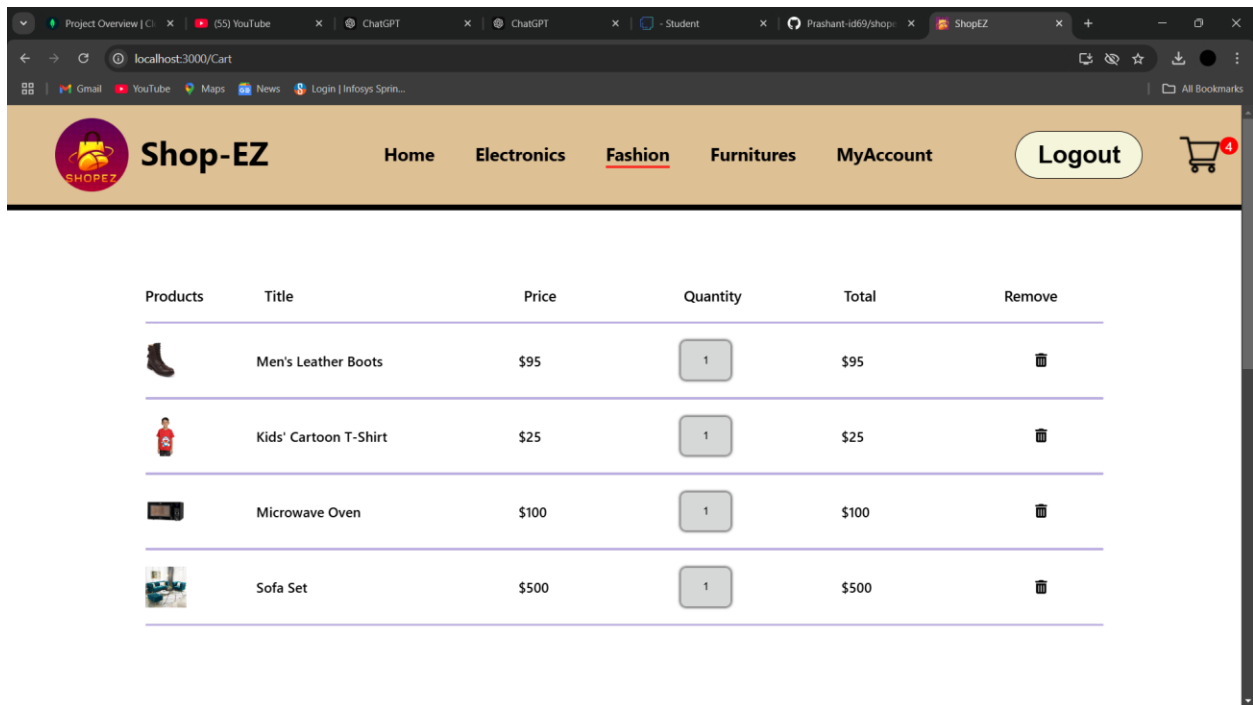 Project Overview | Cl
(55) YouTube
ChatGPT
ChatGPT
- Student
Prashant-id69/shope
ShopEZ
localhost:3000/Cart
Gmail
YouTube
Maps
News
Login | Infosys Sprin...
All Bookmarks
SHOPEZ
Shop-EZ
Home
Electronics
Fashion
Furnitures
MyAccount
Logout
4
Products Title Price Quantity Total Remove
Men's Leather Boots $95 1 $95
Kids' Cartoon T-Shirt $25 1 $25
Microwave Oven $100 1 $100
Sofa Set $500 1 $500